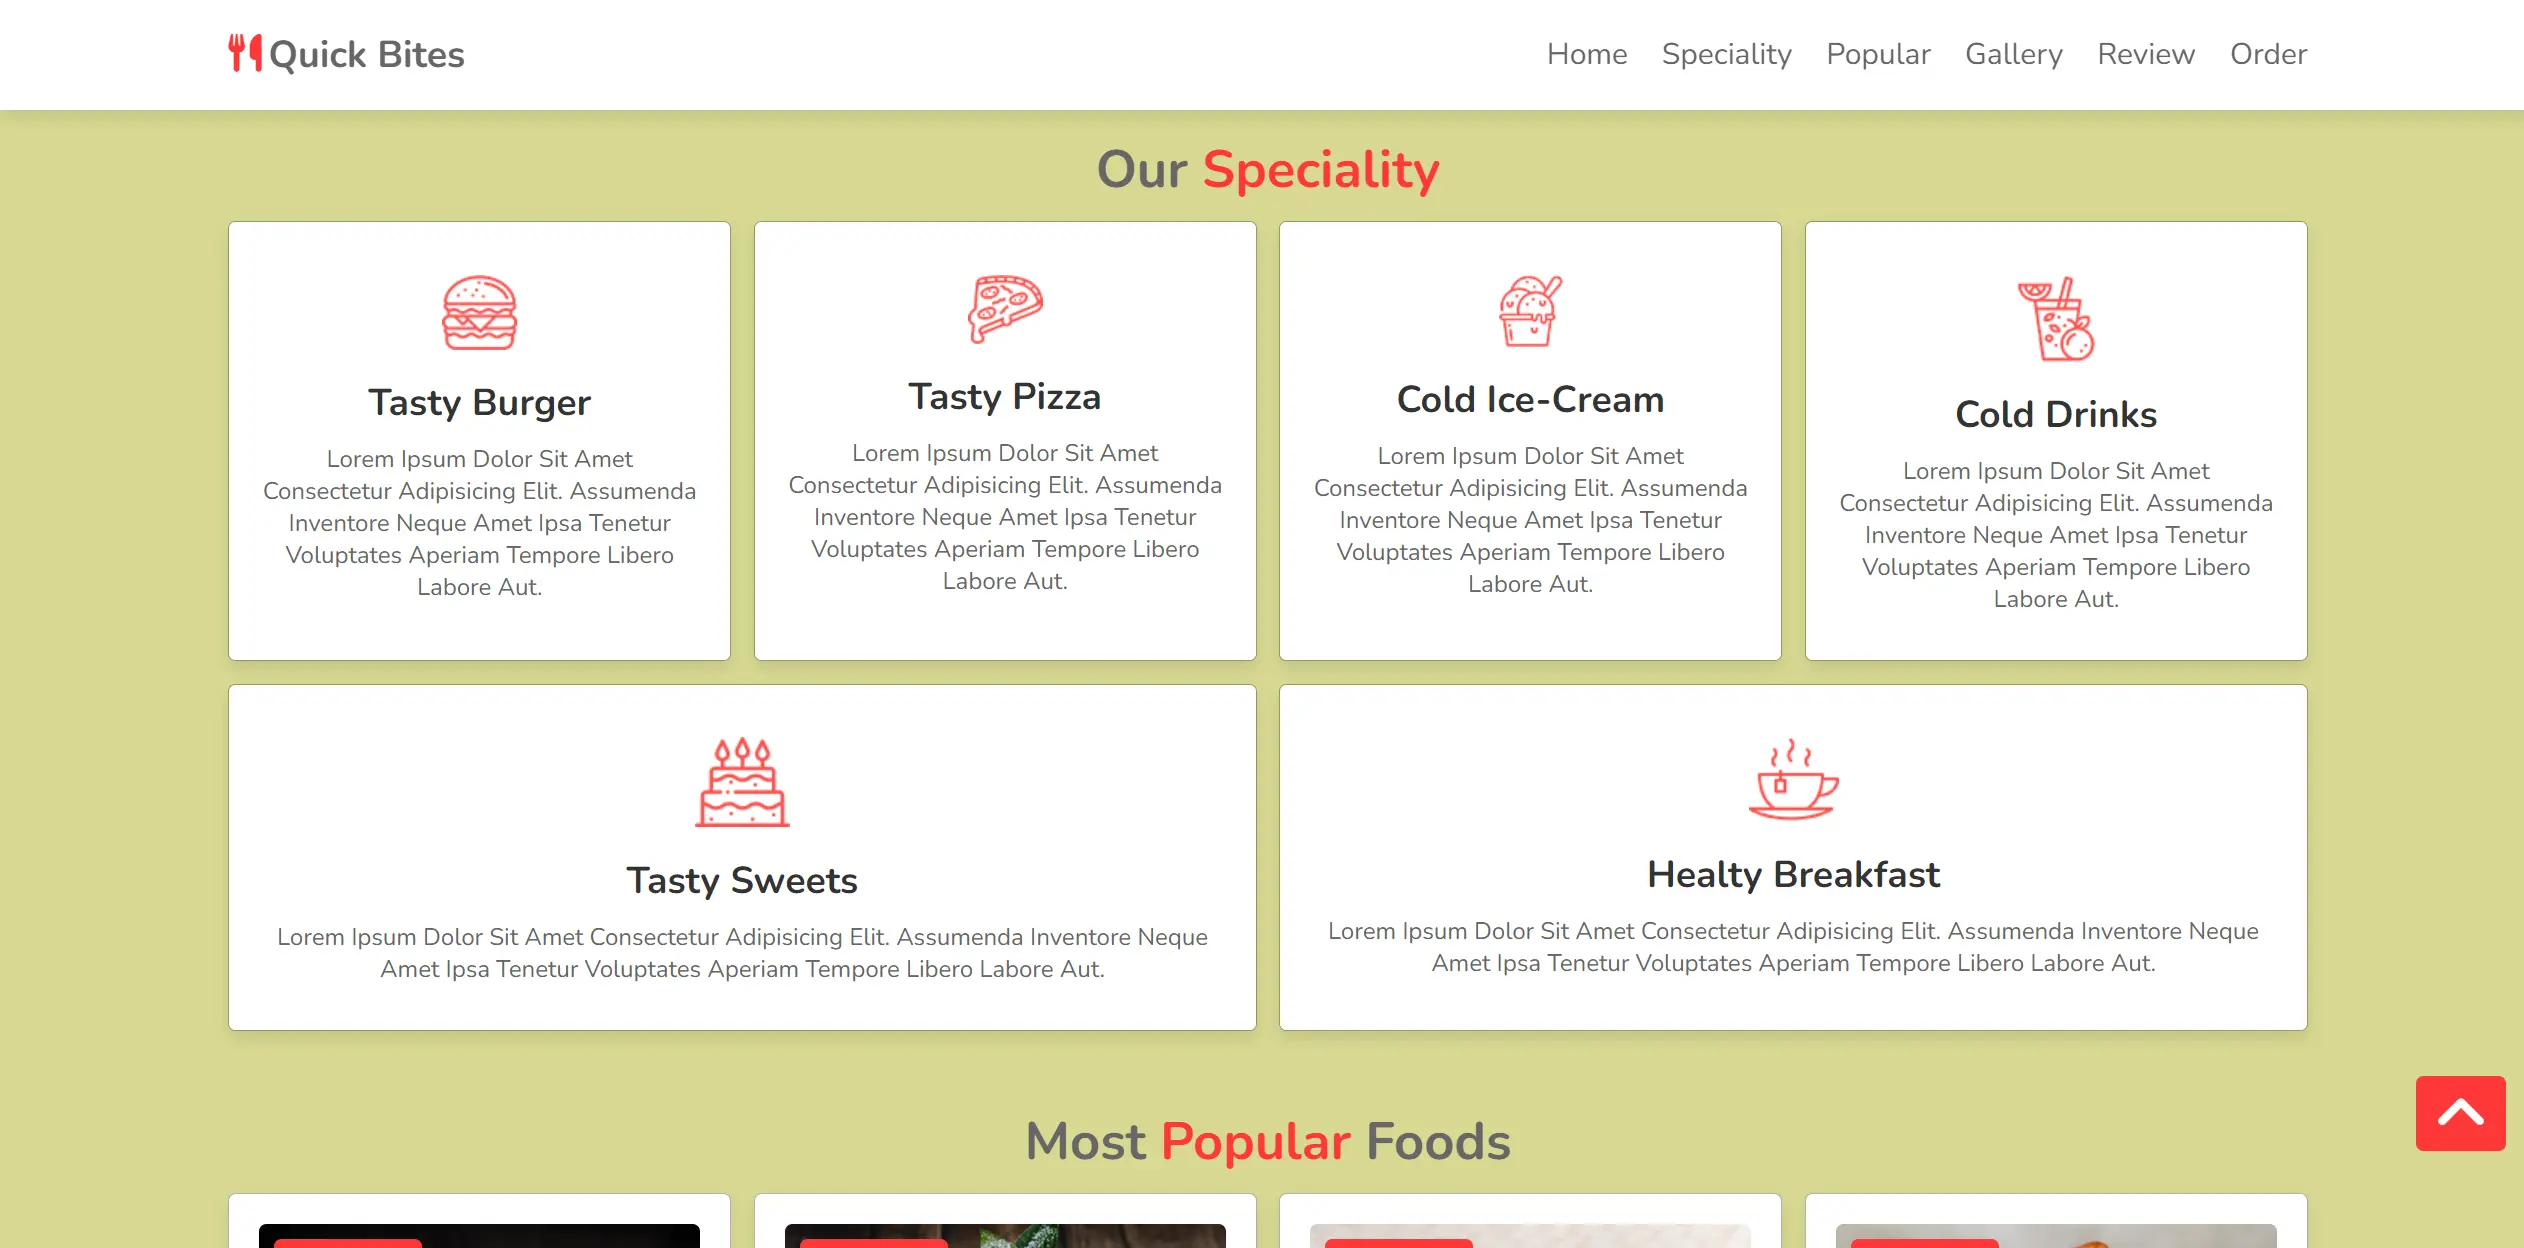 Quick Bites
Home Speciality Popular Gallery Review Order
Our Speciality
Tasty Burger
Lorem Ipsum Dolor Sit Amet
Consectetur Adipisicing Elit. Assumenda
Inventore Neque Amet Ipsa Tenetur
Voluptates Aperiam Tempore Libero
Labore Aut.
Tasty Pizza
Lorem Ipsum Dolor Sit Amet
Consectetur Adipisicing Elit. Assumenda
Inventore Neque Amet Ipsa Tenetur
Voluptates Aperiam Tempore Libero
Labore Aut.
Cold Ice-Cream
Lorem Ipsum Dolor Sit Amet
Consectetur Adipisicing Elit. Assumenda
Inventore Neque Amet Ipsa Tenetur
Voluptates Aperiam Tempore Libero
Labore Aut.
Cold Drinks
Lorem Ipsum Dolor Sit Amet
Consectetur Adipisicing Elit. Assumenda
Inventore Neque Amet Ipsa Tenetur
Voluptates Aperiam Tempore Libero
Labore Aut.
Tasty Sweets
Lorem Ipsum Dolor Sit Amet Consectetur Adipisicing Elit. Assumenda Inventore Neque
Amet Ipsa Tenetur Voluptates Aperiam Tempore Libero Labore Aut.
Healty Breakfast
Lorem Ipsum Dolor Sit Amet Consectetur Adipisicing Elit. Assumenda Inventore Neque
Amet Ipsa Tenetur Voluptates Aperiam Tempore Libero Labore Aut.
Most Popular Foods